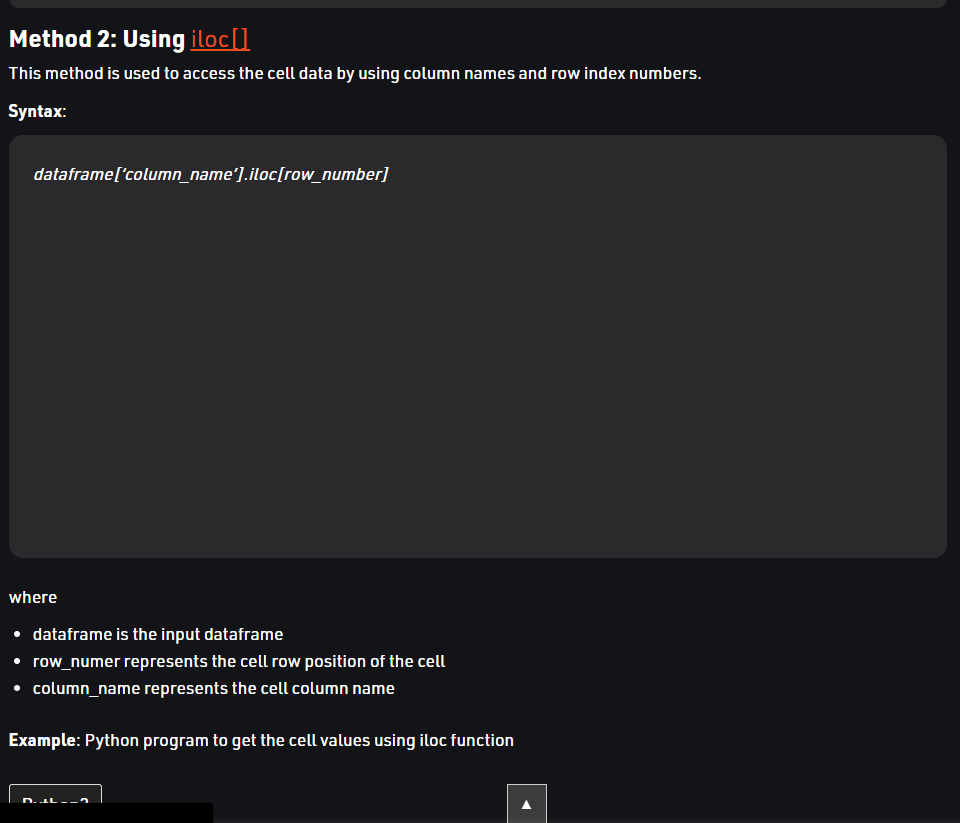 Method 2: Using iloc[]
This method is used to access the cell data by using column names and row index numbers.
Syntax:
dataframe['column_name'].iloc[row_number]
where
• dataframe is the input dataframe
• row_numer represents the cell row position of the cell
• column_name represents the cell column name
Example: Python program to get the cell values using iloc function
Python3
▲